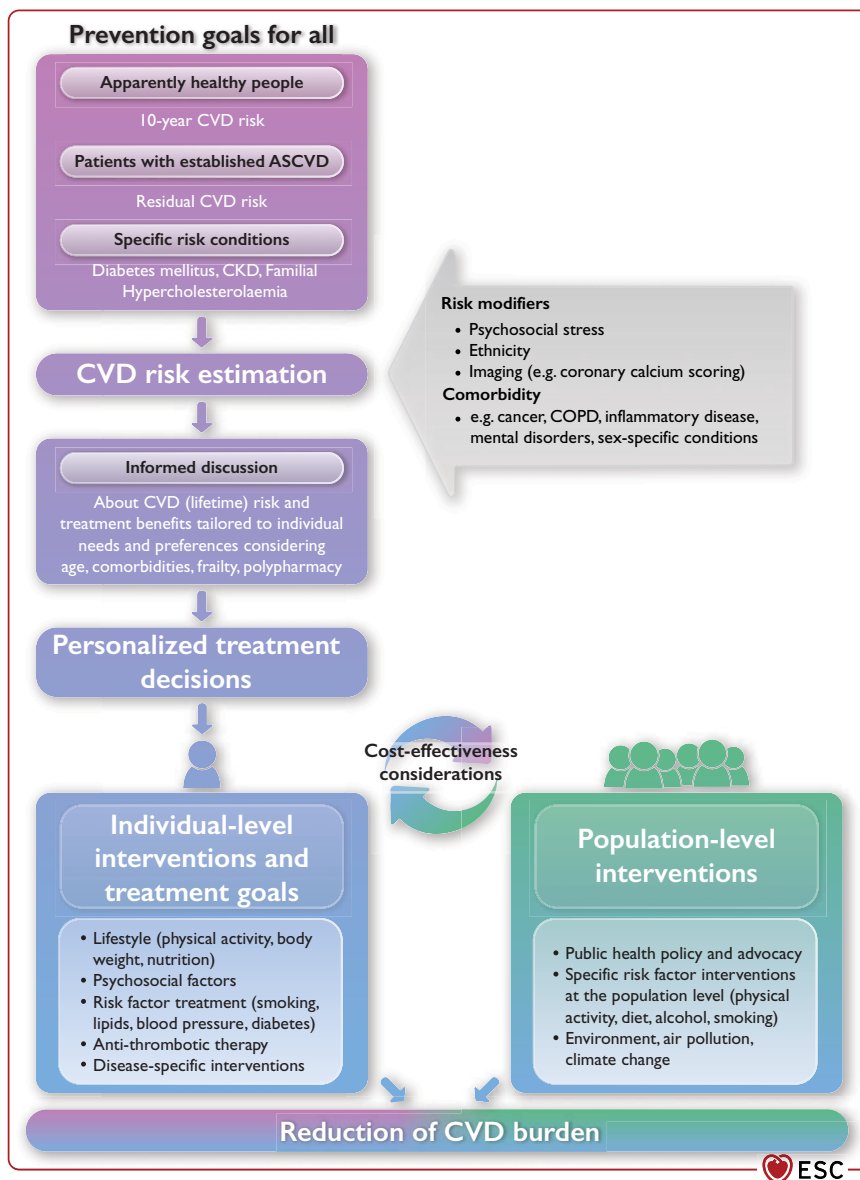 Prevention goals for all
Apparently healthy people
10-year CVD risk
Patients with established ASCVD
Residual CVD risk
Specific risk conditions
Diabetes mellitus, CKD, Familial
Hypercholesterolaemia
Risk modifiers
• Psychosocial stress
• Ethnicity
• Imaging (e.g. coronary calcium scoring)
Comorbidity
• e.g. cancer, COPD, inflammatory disease,
mental disorders, sex-specific conditions
CVD risk estimation
Informed discussion
About CVD (lifetime) risk and
treatment benefits tailored to individual
needs and preferences considering
age, comorbidities, frailty, polypharmacy
Personalized treatment
decisions
Cost-effectiveness
considerations
Individual-level
interventions and
treatment goals
• Lifestyle (physical activity, body
weight, nutrition)
• Psychosocial factors
• Risk factor treatment (smoking,
lipids, blood pressure, diabetes)
• Anti-thrombotic therapy
• Disease-specific interventions
Population-level
interventions
• Public health policy and advocacy
• Specific risk factor interventions
at the population level (physical
activity, diet, alcohol, smoking)
• Environment, air pollution,
climate change
Reduction of CVD burden
ESC